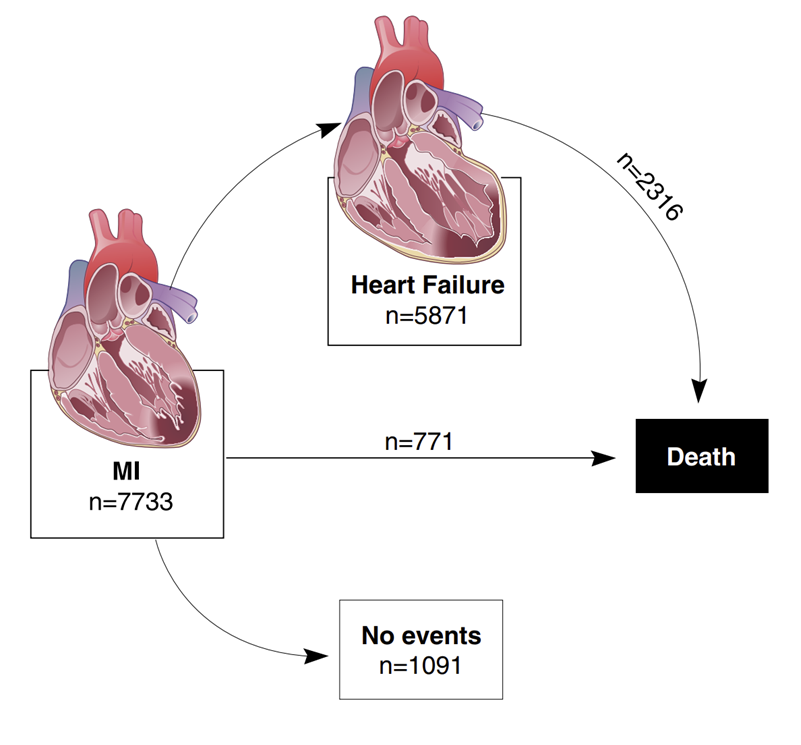 n=2316
Heart Failure
n=5871
n=771
Death
MI
n=7733
No events
n=1091